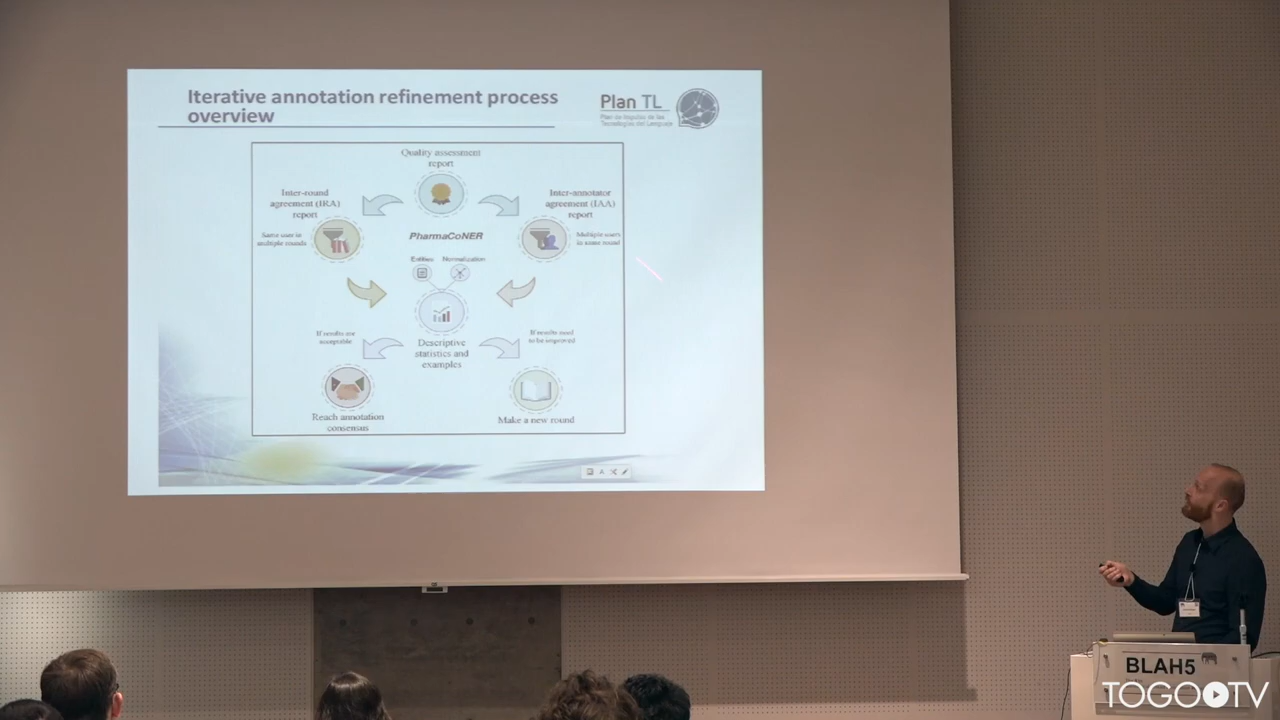 Iterative annotation refinement process
overview
Plan TL
Plan de Impulso de las
Tecnologías del Lenguaje
Quality assessment
report
Inter-round
agreement (IRA)
report
Inter-annotator
agreement (IAA)
report
Same user in
multiple rounds
PharmaCoNER
Multiple users
in same round
Entities
Normalization
If results are
acceptable
If results need
to be improved
Descriptive
statistics and
examples
Reach annotation
consensus
Make a new round
BLAH5
TOGO TV